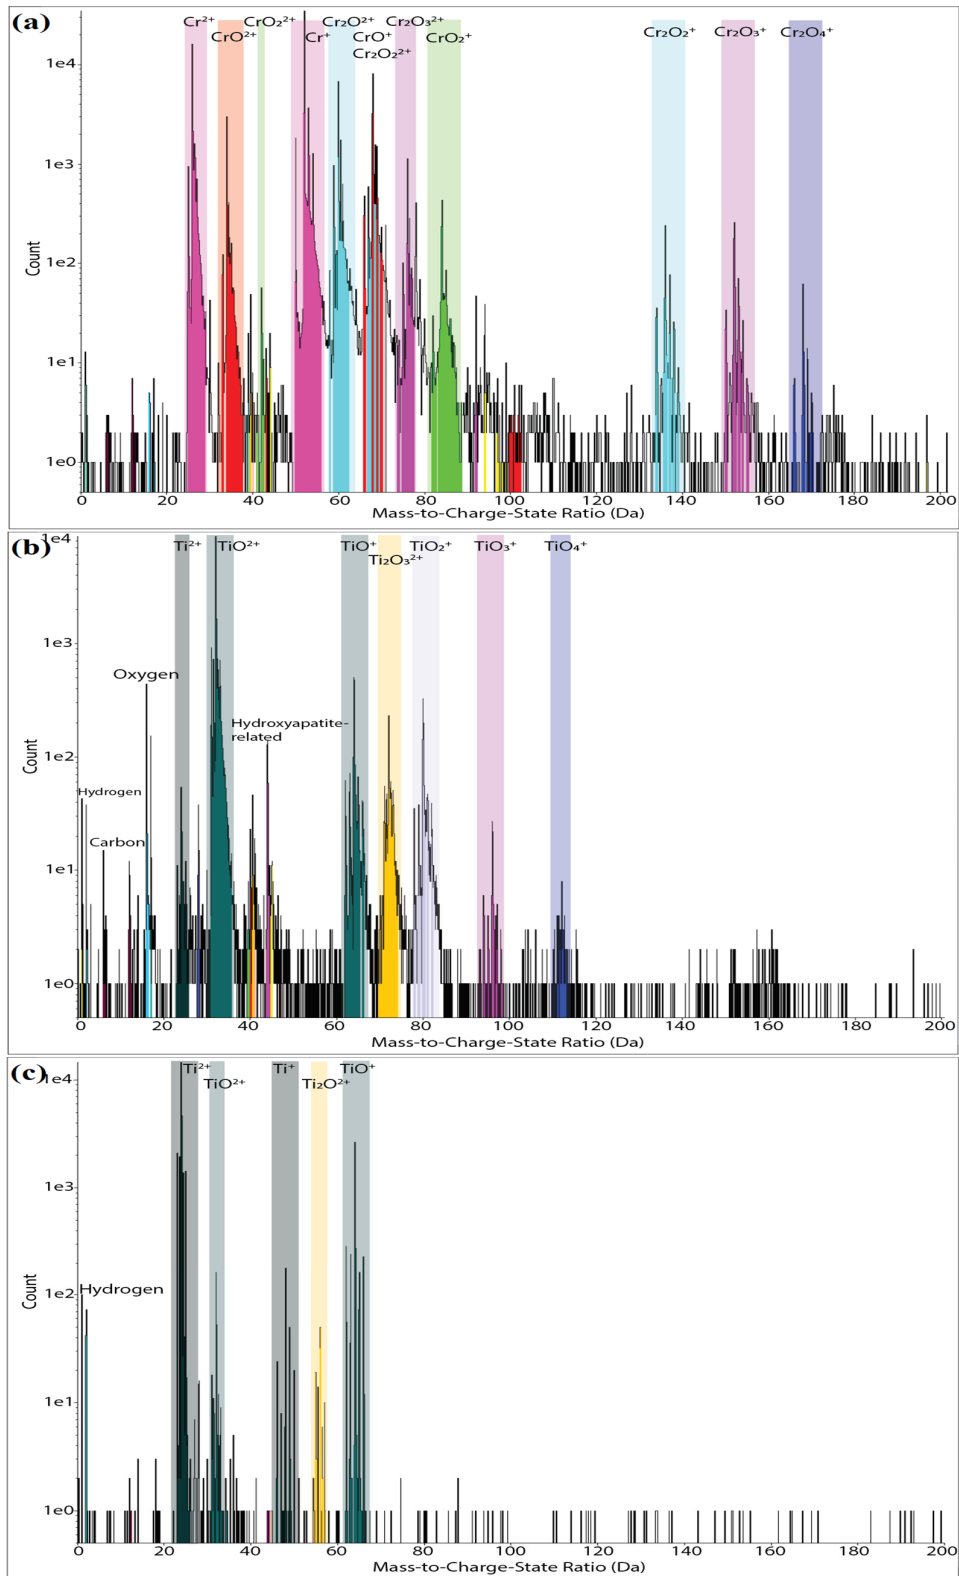 (a)
Cr²⁺ CrO₂²⁺ Cr₂O²⁺ Cr₂O₃²⁺ Cr₂O₂⁺ Cr₂O₃⁺ Cr₂O₄⁺
CrO²⁺ Cr⁺ CrO⁺ CrO₂⁺
Cr₂O₂²⁺
1e4
1e3
1e2
1e1
1e0
Count
0 20 40 60 80 100 120 140 160 180 200
Mass-to-Charge-State Ratio (Da)
(b)
Ti²⁺ TiO²⁺ TiO⁺ TiO₂⁺ TiO₃⁺ TiO₄⁺
Ti₂O₃²⁺
1e4
1e3
1e2
1e1
1e0
Count
Oxygen
Hydroxyapatite-
related
Hydrogen
Carbon
0 20 40 60 80 100 120 140 160 180 200
Mass-to-Charge-State Ratio (Da)
(c)
Ti²⁺ Ti⁺ TiO⁺
TiO²⁺ Ti₂O²⁺
1e4
1e3
1e2
1e1
1e0
Count
Hydrogen
0 20 40 60 80 100 120 140 160 180 200
Mass-to-Charge-State Ratio (Da)